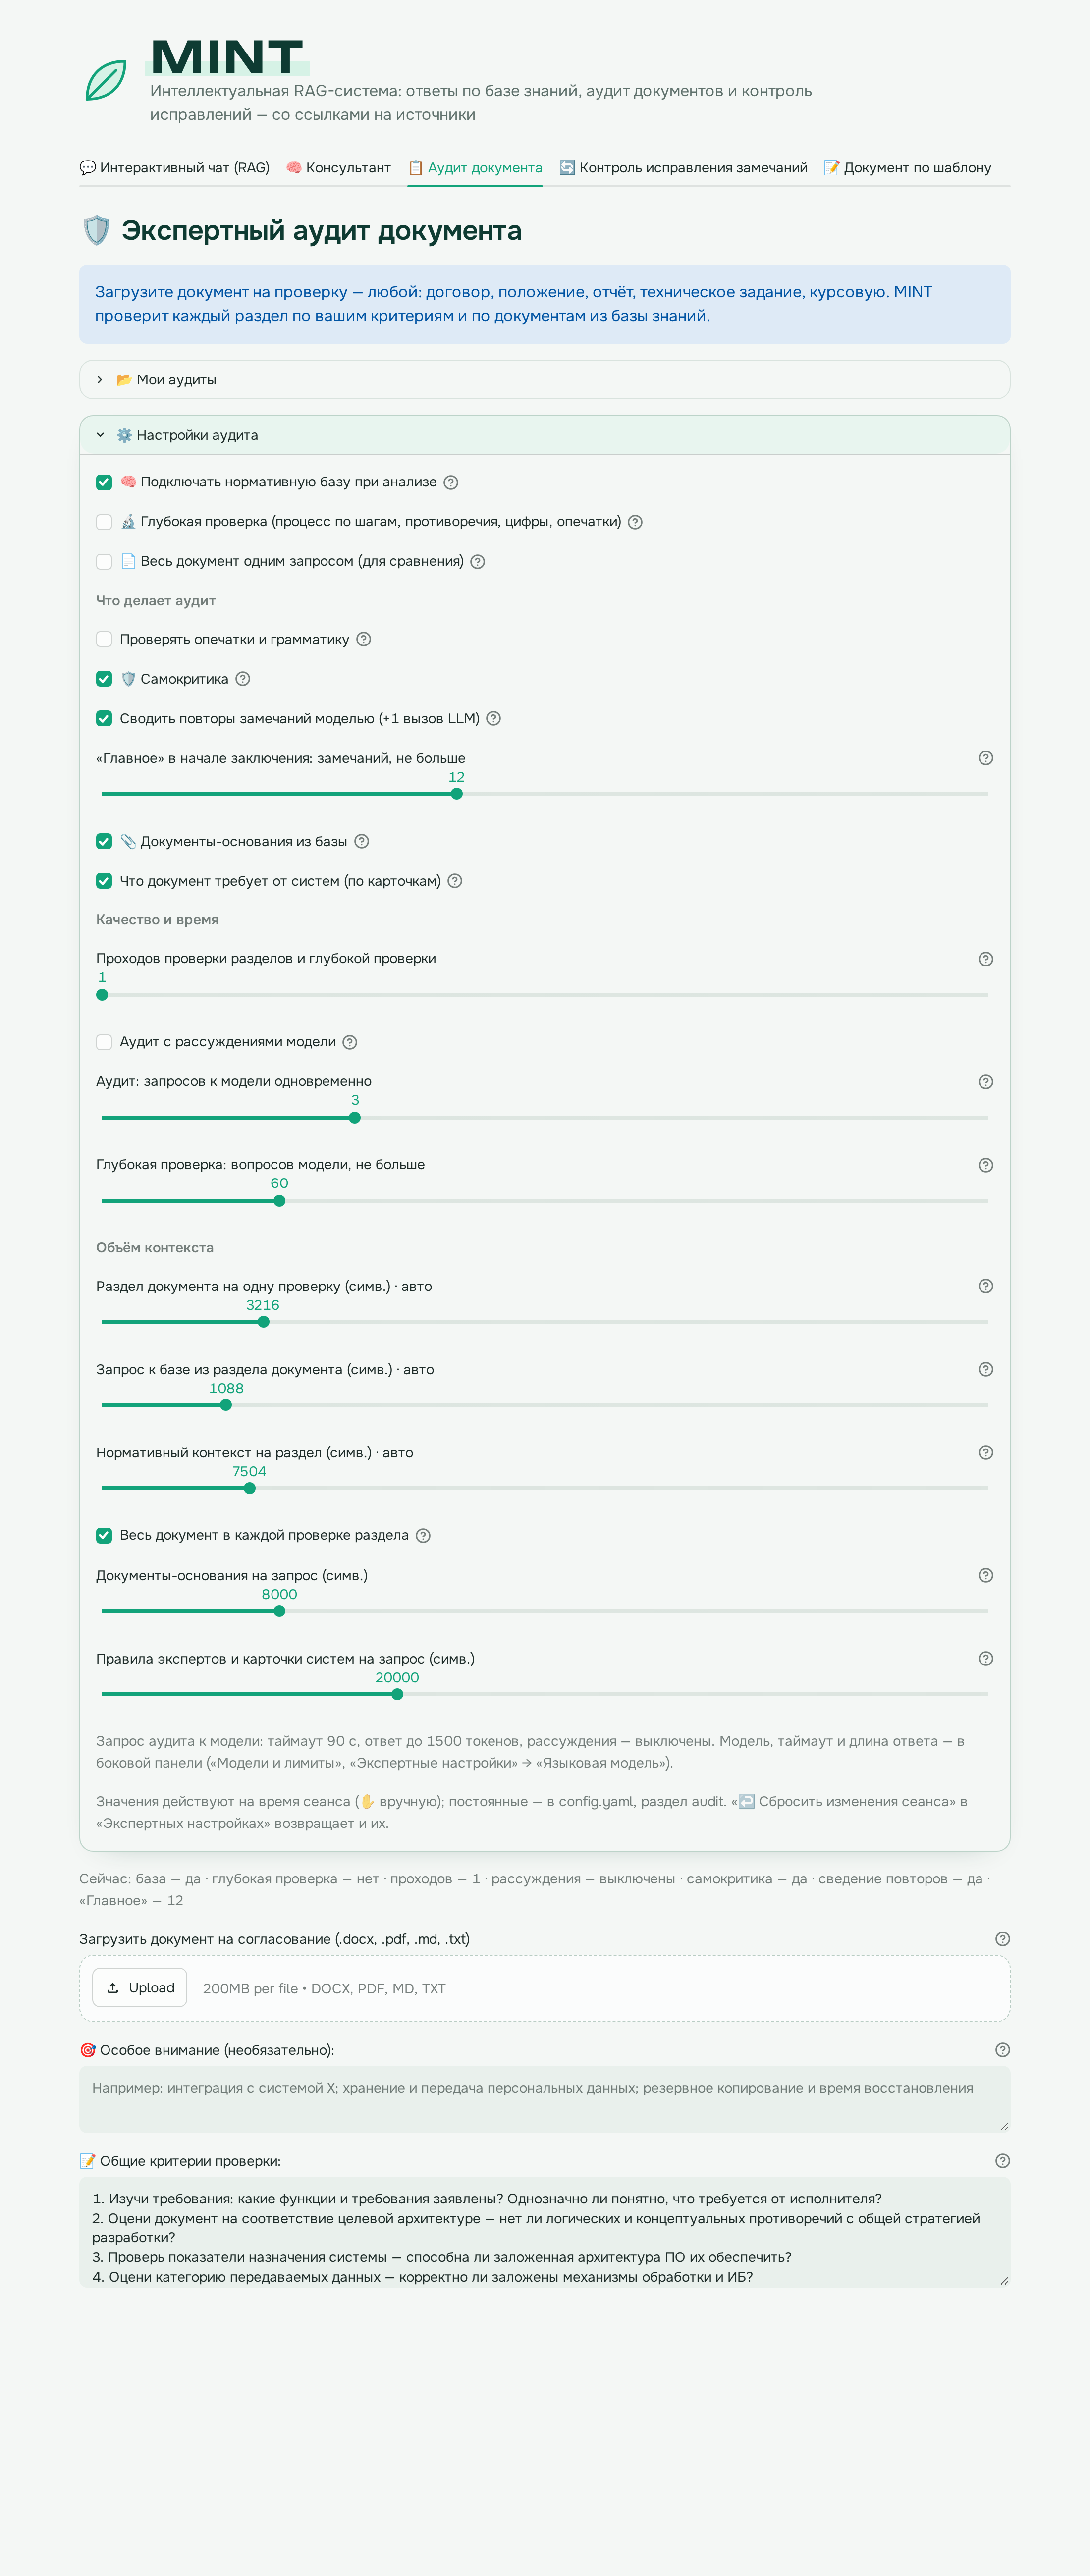 MINT
Интеллектуальная RAG-система: ответы по базе знаний, аудит документов и контроль
исправлений — со ссылками на источники
💬 Интерактивный чат (RAG) 🧠 Консультант 📋 Аудит документа 🔄 Контроль исправления замечаний 📝 Документ по шаблону
🛡️ Экспертный аудит документа
Загрузите документ на проверку — любой: договор, положение, отчёт, техническое задание, курсовую. MINT
проверит каждый раздел по вашим критериям и по документам из базы знаний.
📂 Мои аудиты
⚙️ Настройки аудита
🧠 Подключать нормативную базу при анализе
🔬 Глубокая проверка (процесс по шагам, противоречия, цифры, опечатки)
📄 Весь документ одним запросом (для сравнения)
Что делает аудит
Проверять опечатки и грамматику
🛡️ Самокритика
Сводить повторы замечаний моделью (+1 вызов LLM)
«Главное» в начале заключения: замечаний, не больше
12
📎 Документы-основания из базы
Что документ требует от систем (по карточкам)
Качество и время
Проходов проверки разделов и глубокой проверки
1
Аудит с рассуждениями модели
Аудит: запросов к модели одновременно
3
Глубокая проверка: вопросов модели, не больше
60
Объём контекста
Раздел документа на одну проверку (симв.) · авто
3216
Запрос к базе из раздела документа (симв.) · авто
1088
Нормативный контекст на раздел (симв.) · авто
7504
Весь документ в каждой проверке раздела
Документы-основания на запрос (симв.)
8000
Правила экспертов и карточки систем на запрос (симв.)
20000
Запрос аудита к модели: таймаут 90 с, ответ до 1500 токенов, рассуждения — выключены. Модель, таймаут и длина ответа — в
боковой панели («Модели и лимиты», «Экспертные настройки» → «Языковая модель»).
Значения действуют на время сеанса (✋ вручную); постоянные — в config.yaml, раздел audit. «↩️ Сбросить изменения сеанса» в
«Экспертных настройках» возвращает и их.
Сейчас: база — да · глубокая проверка — нет · проходов — 1 · рассуждения — выключены · самокритика — да · сведение повторов — да ·
«Главное» — 12
Загрузить документ на согласование (.docx, .pdf, .md, .txt)
Upload 200MB per file • DOCX, PDF, MD, TXT
🎯 Особое внимание (необязательно):
Например: интеграция с системой X; хранение и передача персональных данных; резервное копирование и время восстановления
📝 Общие критерии проверки:
1. Изучи требования: какие функции и требования заявлены? Однозначно ли понятно, что требуется от исполнителя?
2. Оцени документ на соответствие целевой архитектуре — нет ли логических и концептуальных противоречий с общей стратегией
разработки?
3. Проверь показатели назначения системы — способна ли заложенная архитектура ПО их обеспечить?
4. Оцени категорию передаваемых данных — корректно ли заложены механизмы обработки и ИБ?